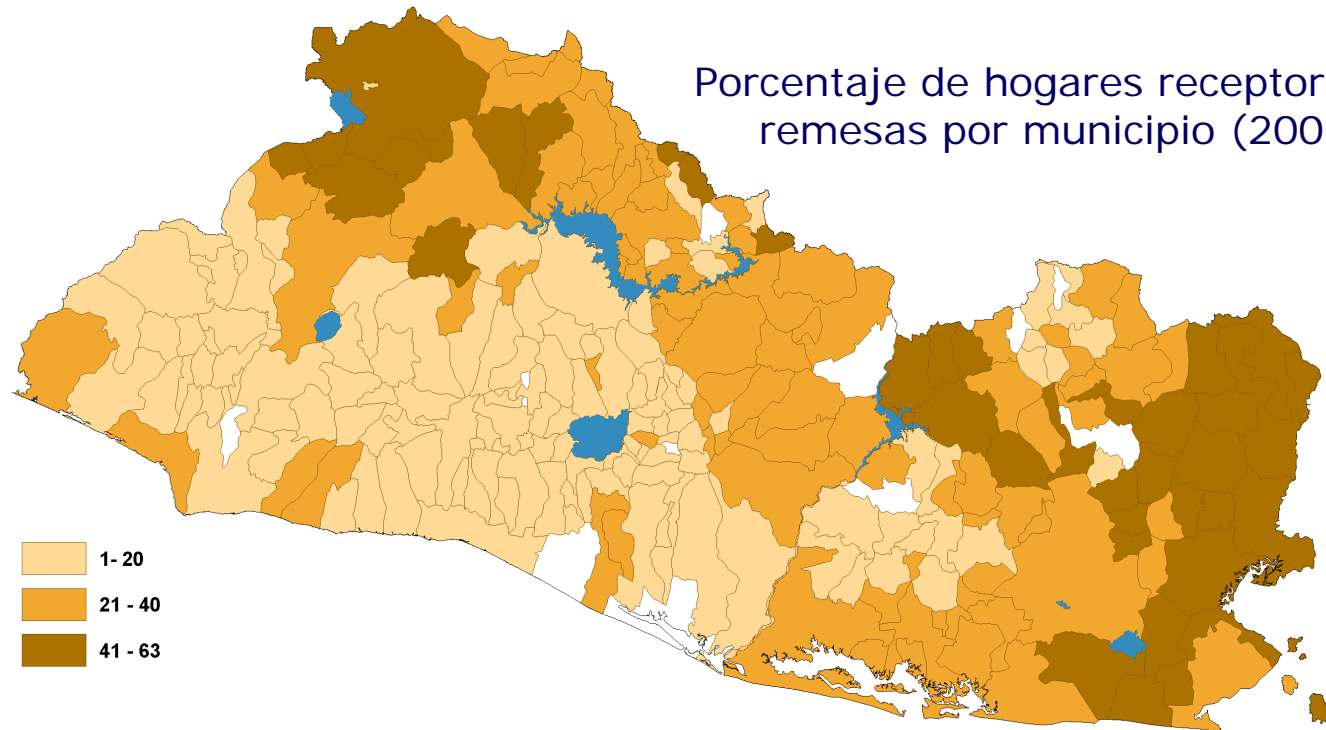 Porcentaje de hogares receptor
remesas por municipio (200
1- 20
21 - 40
41 - 63